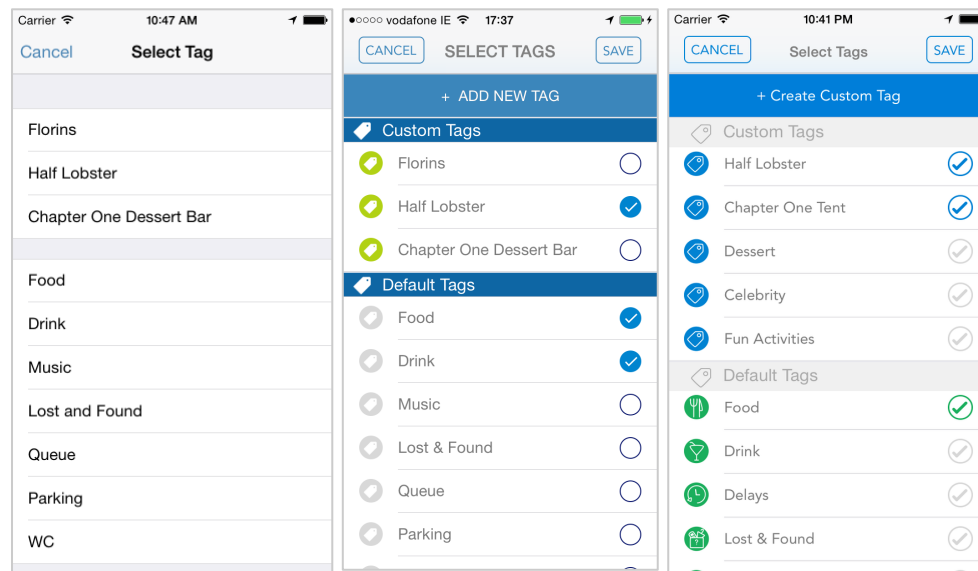 Carrier 10:47 AM
Cancel Select Tag
Florins
Half Lobster
Chapter One Dessert Bar
Food
Drink
Music
Lost and Found
Queue
Parking
WC
vodafone IE 17:37
CANCEL SELECT TAGS SAVE
+ ADD NEW TAG
Custom Tags
Florins
Half Lobster
Chapter One Dessert Bar
Default Tags
Food
Drink
Music
Lost & Found
Queue
Parking
Carrier 10:41 PM
CANCEL Select Tags SAVE
+ Create Custom Tag
Custom Tags
Half Lobster
Chapter One Tent
Dessert
Celebrity
Fun Activities
Default Tags
Food
Drink
Delays
Lost & Found